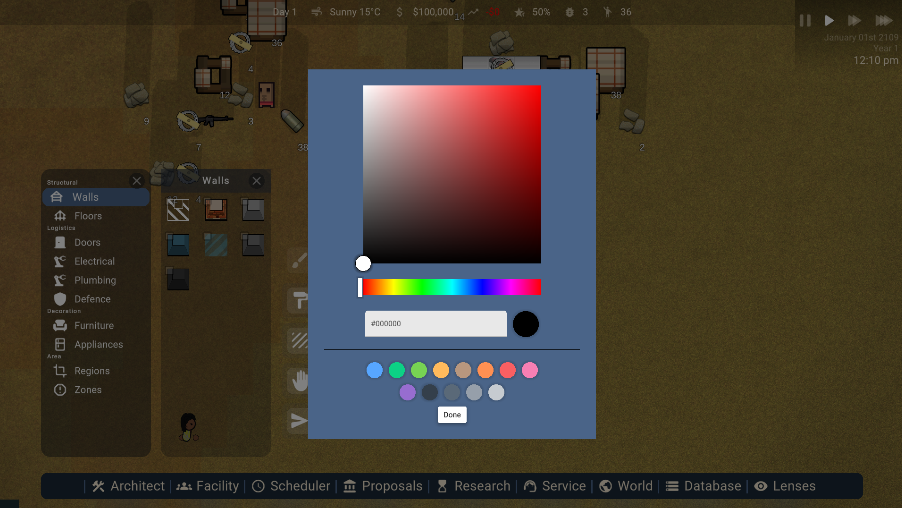 Day 1 Sunny 15°C $ $100,000 50% 3 36
January 01st 2109
Year 1
12:10 pm
36
4
12
38
9
3
7
38
2
Structural
Walls
Floors
Logistics
Doors
Electrical
Plumbing
Defence
Decoration
Furniture
Appliances
Area
Regions
Zones
Walls
#000000
Done
Architect Facility Scheduler Proposals Research Service World Database Lenses